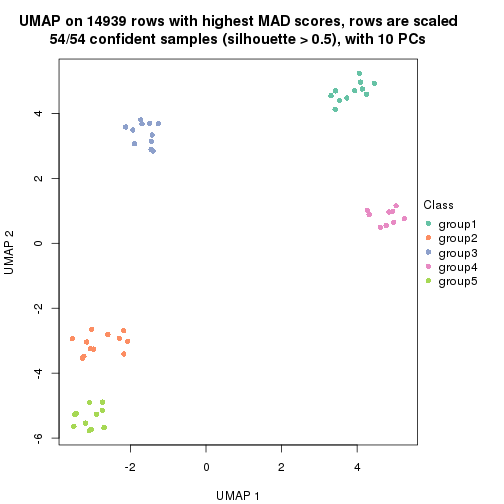 UMAP on 14939 rows with highest MAD scores, rows are scaled
54/54 confident samples (silhouette > 0.5), with 10 PCs
4
2
0
-2
-4
-6
UMAP 2
-2
0
2
4
UMAP 1
Class
group1
group2
group3
group4
group5